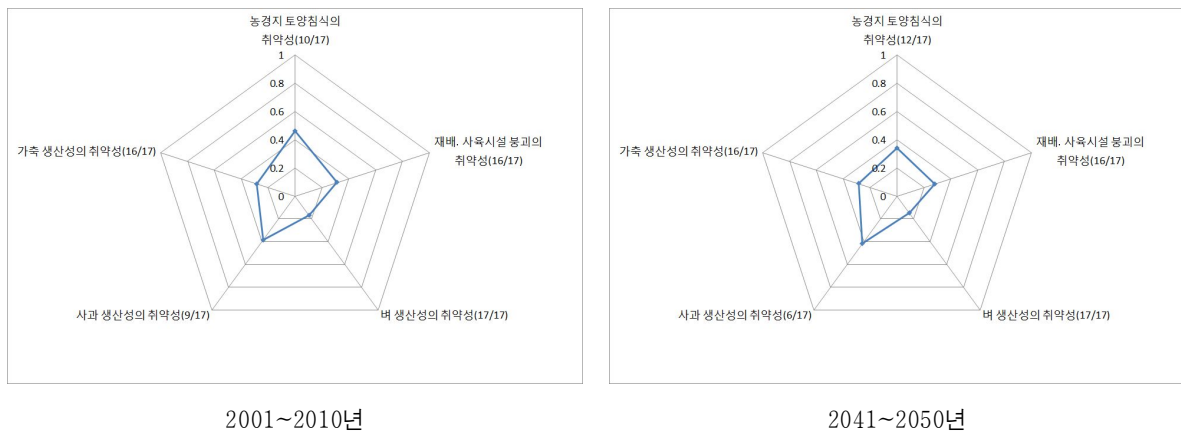 농경지 토양침식의
취약성(10/17)
1
0.8
0.6
0.4
0.2
0
재배. 사육시설 붕괴의
취약성(16/17)
가축 생산성의 취약성(16/17)
사과 생산성의 취약성(9/17)
벼 생산성의 취약성(17/17)
2001~2010년
농경지 토양침식의
취약성(12/17)
1
0.8
0.6
0.4
0.2
0
재배. 사육시설 붕괴의
취약성(16/17)
가축 생산성의 취약성(16/17)
사과 생산성의 취약성(6/17)
벼 생산성의 취약성(17/17)
2041~2050년